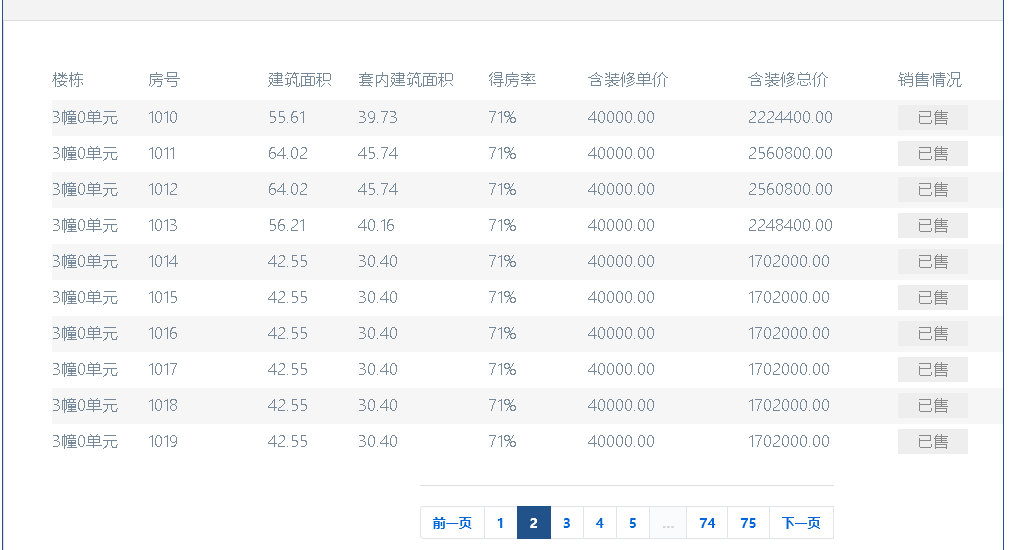 楼栋 房号 建筑面积 套内建筑面积 得房率 含装修单价 含装修总价 销售情况
3幢0单元 1010 55.61 39.73 71% 40000.00 2224400.00 已售
3幢0单元 1011 64.02 45.74 71% 40000.00 2560800.00 已售
3幢0单元 1012 64.02 45.74 71% 40000.00 2560800.00 已售
3幢0单元 1013 56.21 40.16 71% 40000.00 2248400.00 已售
3幢0单元 1014 42.55 30.40 71% 40000.00 1702000.00 已售
3幢0单元 1015 42.55 30.40 71% 40000.00 1702000.00 已售
3幢0单元 1016 42.55 30.40 71% 40000.00 1702000.00 已售
3幢0单元 1017 42.55 30.40 71% 40000.00 1702000.00 已售
3幢0单元 1018 42.55 30.40 71% 40000.00 1702000.00 已售
3幢0单元 1019 42.55 30.40 71% 40000.00 1702000.00 已售
前一页 1 2 3 4 5 ... 74 75 下一页